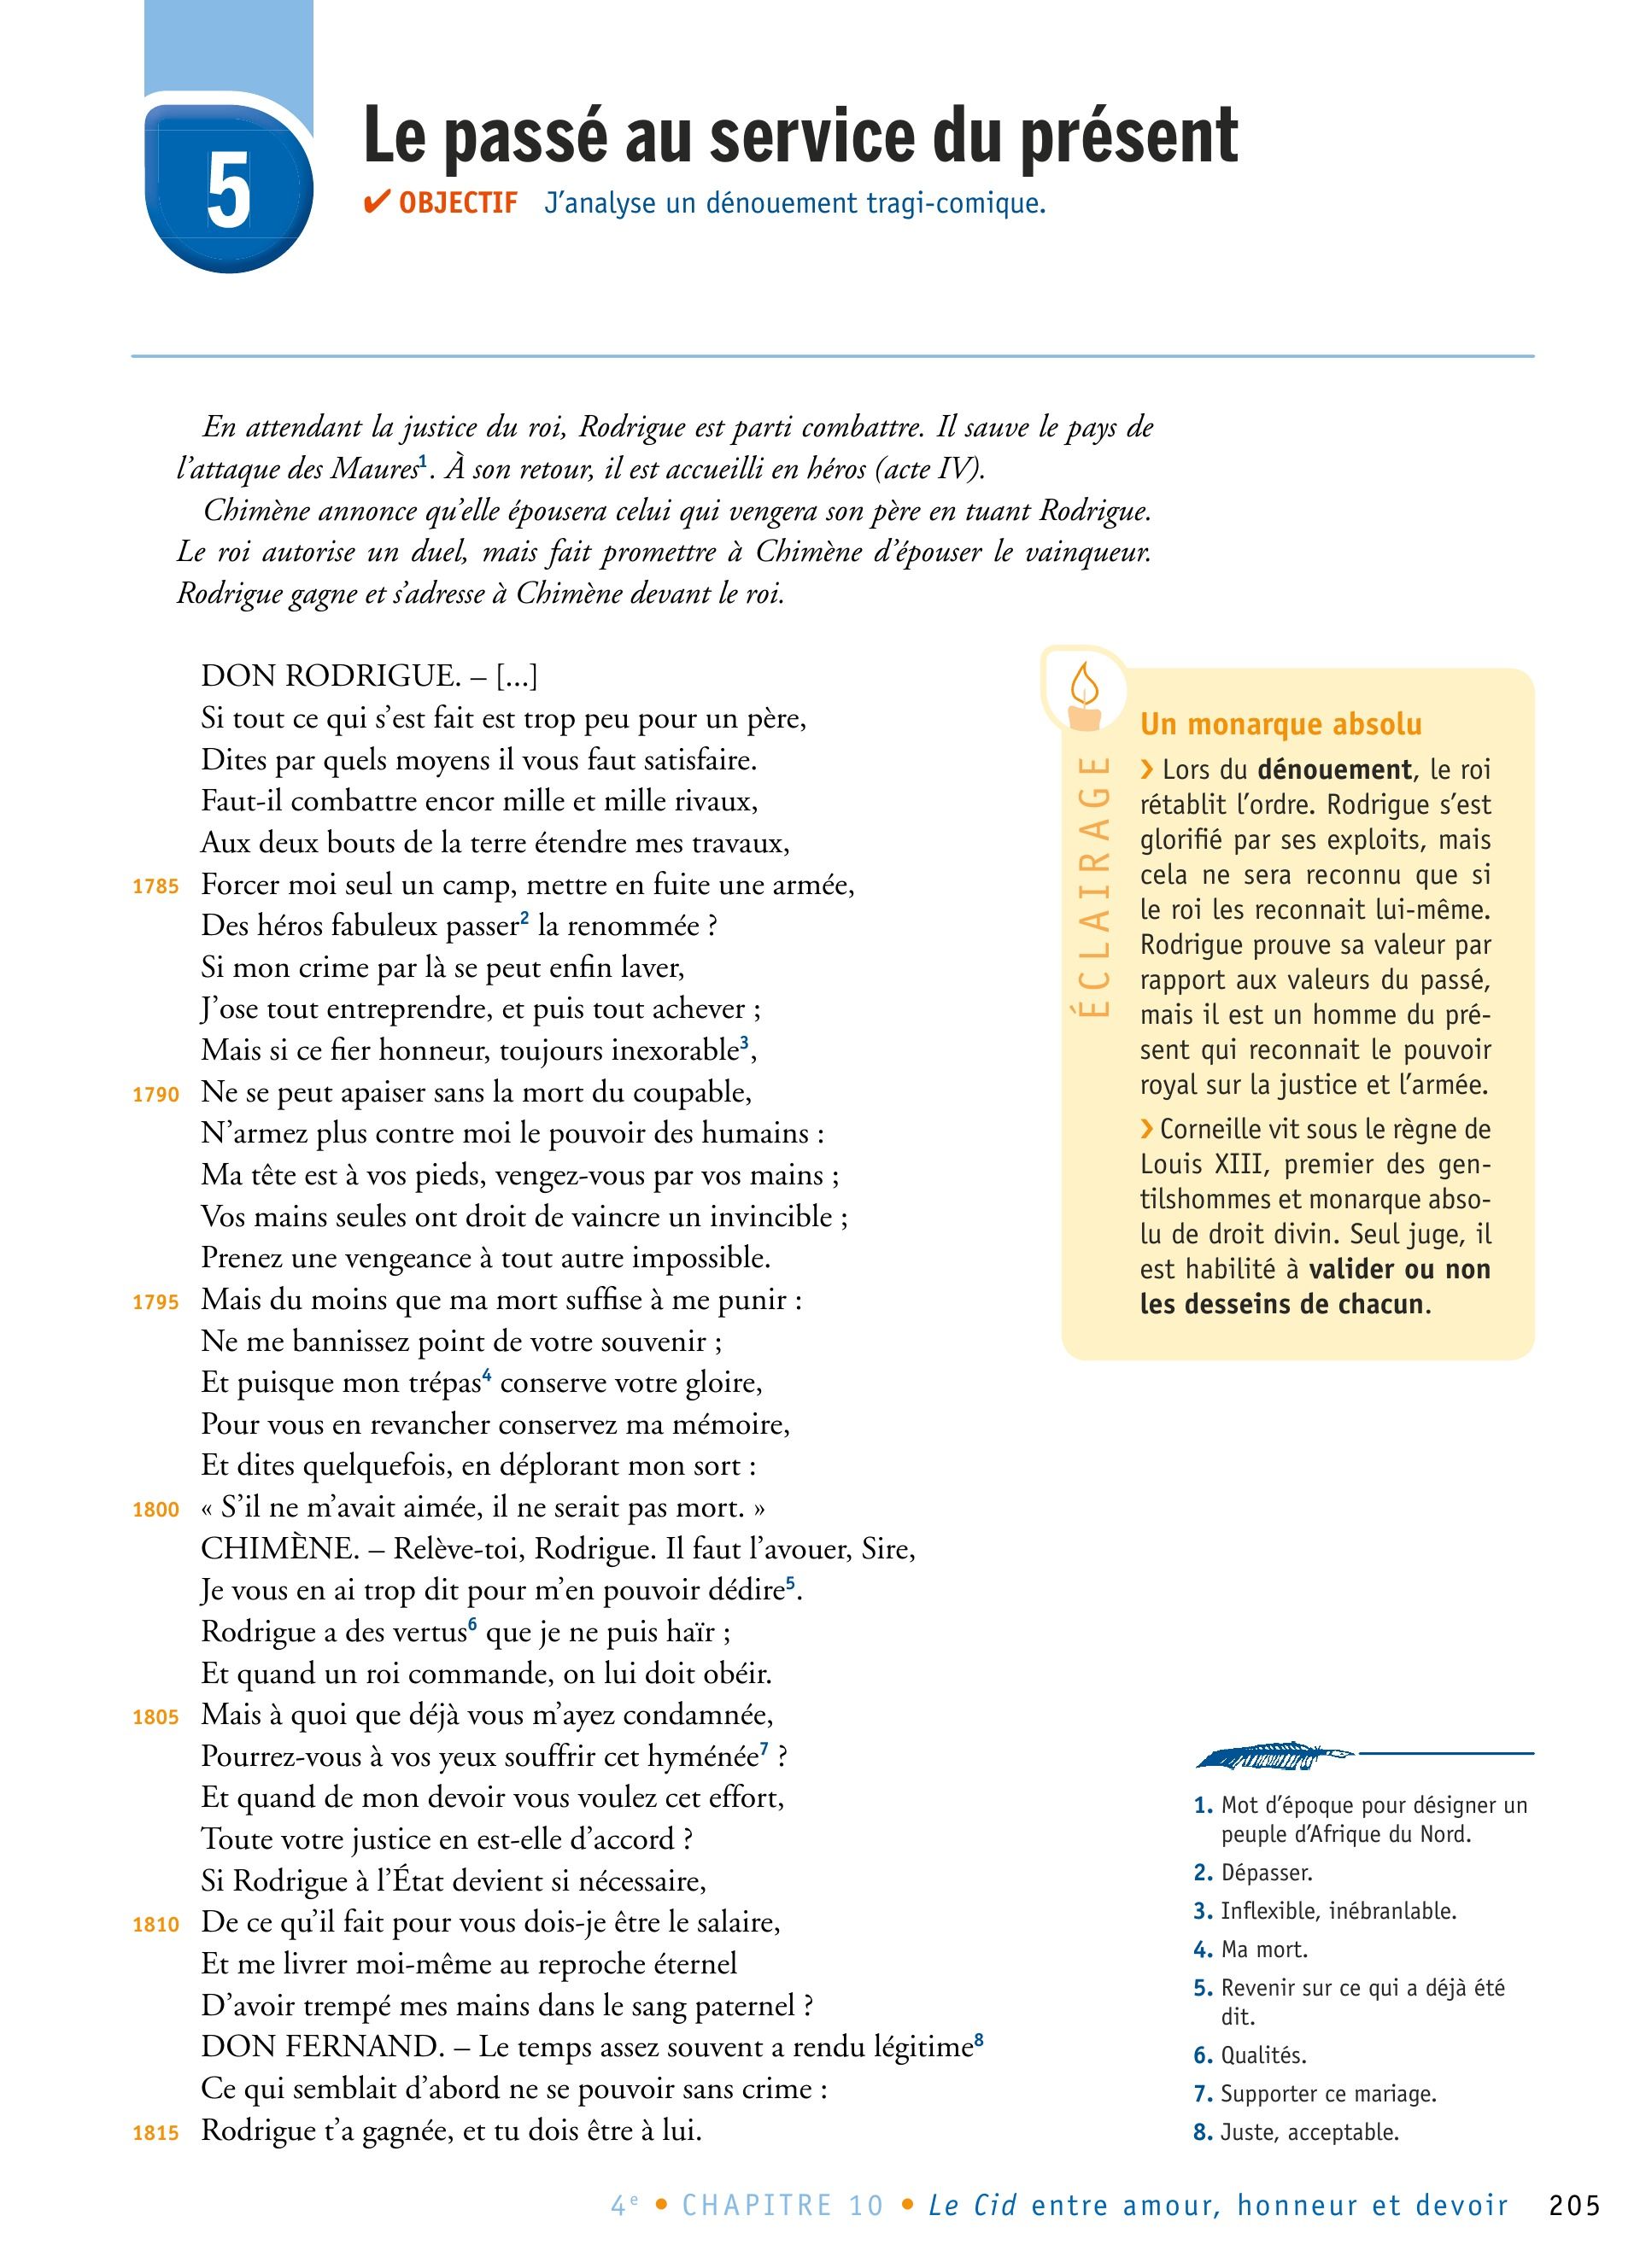 5
Le passé au service du présent
✔ OBJECTIF J’analyse un dénouement tragi-comique.
En attendant la justice du roi, Rodrigue est parti combattre. Il sauve le pays de
l’attaque des Maures1. À son retour, il est accueilli en héros (acte IV).
Chimène annonce qu’elle épousera celui qui vengera son père en tuant Rodrigue.
Le roi autorise un duel, mais fait promettre à Chimène d’épouser le vainqueur.
Rodrigue gagne et s’adresse à Chimène devant le roi.
DON RODRIGUE. – [...]
Si tout ce qui s’est fait est trop peu pour un père,
Dites par quels moyens il vous faut satisfaire.
Faut-il combattre encor mille et mille rivaux,
Aux deux bouts de la terre étendre mes travaux,
1785 Forcer moi seul un camp, mettre en fuite une armée,
Des héros fabuleux passer2 la renommée ?
Si mon crime par là se peut enfin laver,
J’ose tout entreprendre, et puis tout achever ;
Mais si ce fier honneur, toujours inexorable3,
1790 Ne se peut apaiser sans la mort du coupable,
N’armez plus contre moi le pouvoir des humains :
Ma tête est à vos pieds, vengez-vous par vos mains ;
Vos mains seules ont droit de vaincre un invincible ;
Prenez une vengeance à tout autre impossible.
1795 Mais du moins que ma mort suffise à me punir :
Ne me bannissez point de votre souvenir ;
Et puisque mon trépas4 conserve votre gloire,
Pour vous en revancher conservez ma mémoire,
Et dites quelquefois, en déplorant mon sort :
1800 « S’il ne m’avait aimée, il ne serait pas mort. »
CHIMÈNE. – Relève-toi, Rodrigue. Il faut l’avouer, Sire,
Je vous en ai trop dit pour m’en pouvoir dédire5.
Rodrigue a des vertus6 que je ne puis haïr ;
Et quand un roi commande, on lui doit obéir.
1805 Mais à quoi que déjà vous m’ayez condamnée,
Pourrez-vous à vos yeux souffrir cet hyménée7 ?
Et quand de mon devoir vous voulez cet effort,
Toute votre justice en est-elle d’accord ?
Si Rodrigue à l’État devient si nécessaire,
1810 De ce qu’il fait pour vous dois-je être le salaire,
Et me livrer moi-même au reproche éternel
D’avoir trempé mes mains dans le sang paternel ?
DON FERNAND. – Le temps assez souvent a rendu légitime8
Ce qui semblait d’abord ne se pouvoir sans crime :
1815 Rodrigue t’a gagnée, et tu dois être à lui.
ÉCLAIRAGE
Un monarque absolu
› Lors du dénouement, le roi
rétablit l’ordre. Rodrigue s’est
glorifié par ses exploits, mais
cela ne sera reconnu que si
le roi les reconnait lui-même.
Rodrigue prouve sa valeur par
rapport aux valeurs du passé,
mais il est un homme du pré-
sent qui reconnait le pouvoir
royal sur la justice et l’armée.
› Corneille vit sous le règne de
Louis XIII, premier des gen-
tilshommes et monarque abso-
lu de droit divin. Seul juge, il
est habilité à valider ou non
les desseins de chacun.
1. Mot d’époque pour désigner un
peuple d’Afrique du Nord.
2. Dépasser.
3. Inflexible, inébranlable.
4. Ma mort.
5. Revenir sur ce qui a déjà été
dit.
6. Qualités.
7. Supporter ce mariage.
8. Juste, acceptable.
4e • CHAPITRE 10 • Le Cid entre amour, honneur et devoir 205